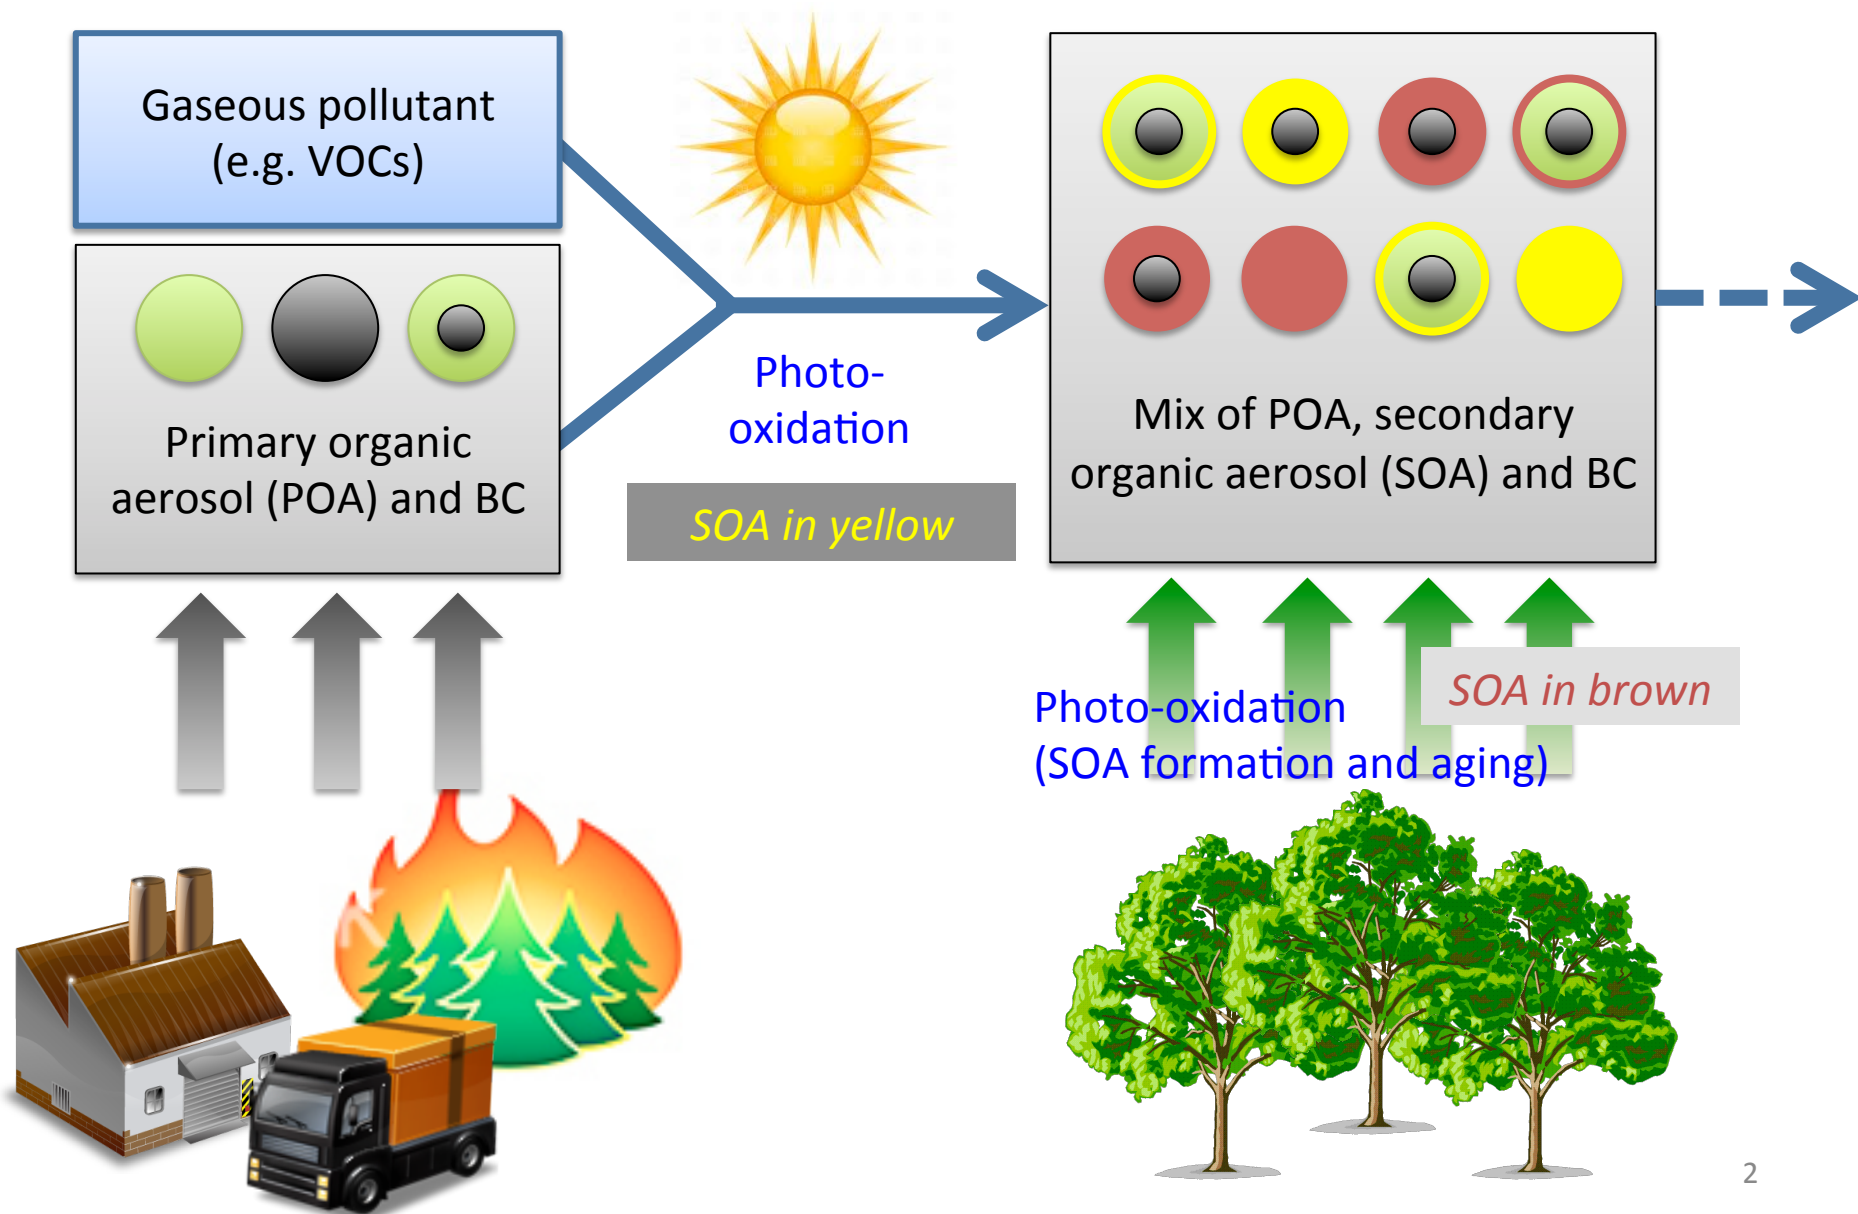 Gaseous pollutant
(e.g. VOCs)
Primary organic
aerosol (POA) and BC
Photo-
oxidation
SOA in yellow
Mix of POA, secondary
organic aerosol (SOA) and BC
SOA in brown
Photo-oxidation
(SOA formation and aging)
2